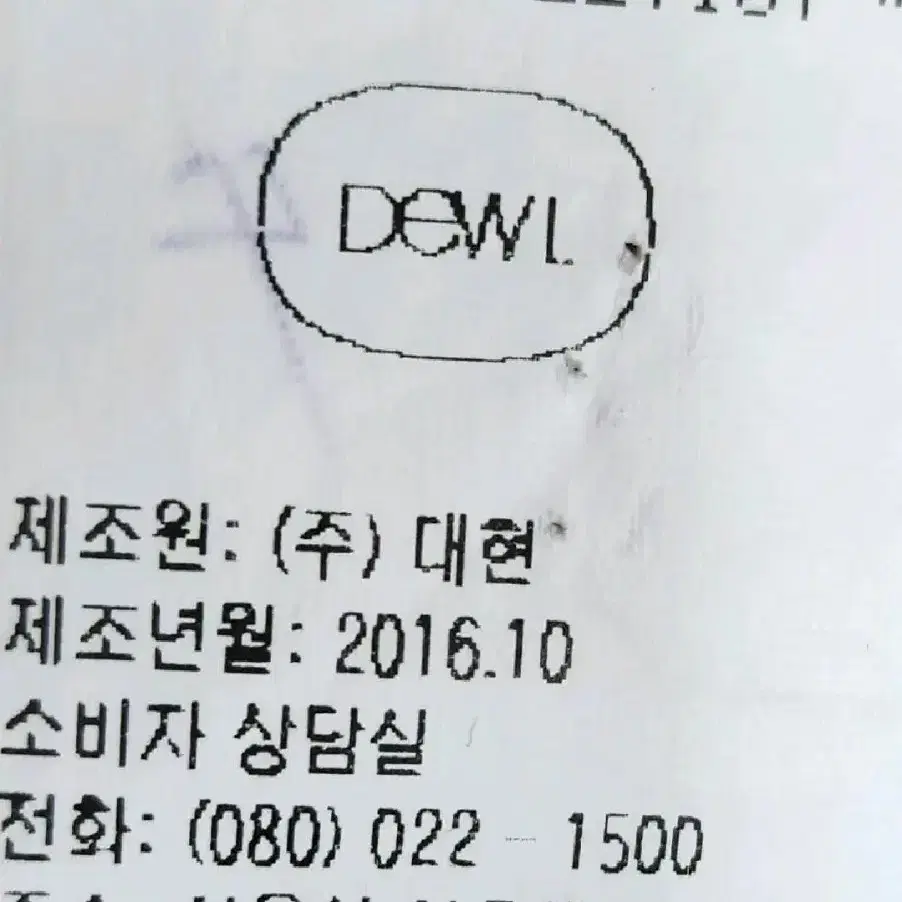 DewL
제조원: (주) 대현
제조년월: 2016.10
소비자 상담실
전화: (080) 022 - 1500